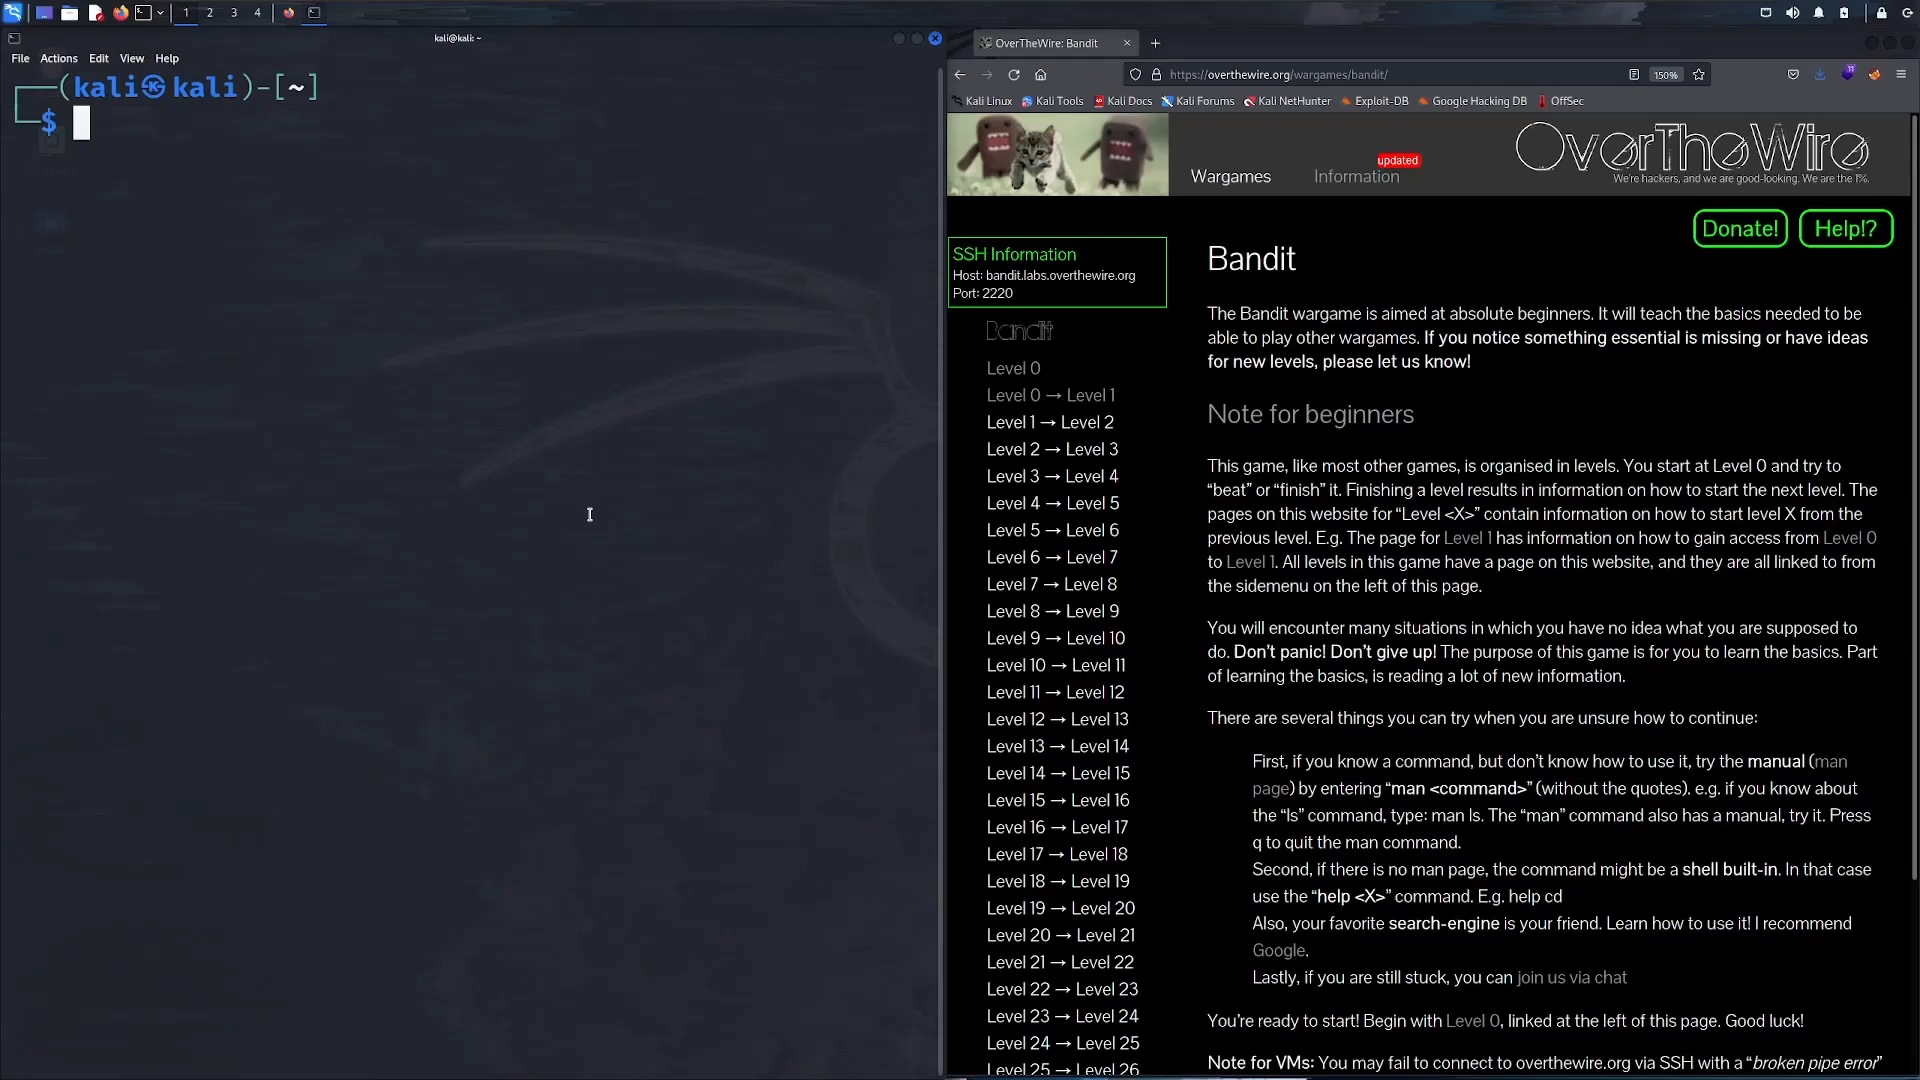 1 2 3 4
kali@kali: ~
File Actions Edit View Help
(kali㉿kali)-[~]
$
OverTheWire: Bandit
https://overthewire.org/wargames/bandit/
150%
11
Kali Linux Kali Tools Kali Docs Kali Forums Kali NetHunter Exploit-DB Google Hacking DB OffSec
Wargames
Information
updated
OverTheWire
We're hackers, and we are good-looking. We are the 1%.
Donate! Help!?
SSH Information
Host: bandit.labs.overthewire.org
Port: 2220
Bandit
Level 0
Level 0 → Level 1
Level 1 → Level 2
Level 2 → Level 3
Level 3 → Level 4
Level 4 → Level 5
Level 5 → Level 6
Level 6 → Level 7
Level 7 → Level 8
Level 8 → Level 9
Level 9 → Level 10
Level 10 → Level 11
Level 11 → Level 12
Level 12 → Level 13
Level 13 → Level 14
Level 14 → Level 15
Level 15 → Level 16
Level 16 → Level 17
Level 17 → Level 18
Level 18 → Level 19
Level 19 → Level 20
Level 20 → Level 21
Level 21 → Level 22
Level 22 → Level 23
Level 23 → Level 24
Level 24 → Level 25
Level 25 → Level 26
Bandit
The Bandit wargame is aimed at absolute beginners. It will teach the basics needed to be
able to play other wargames. If you notice something essential is missing or have ideas
for new levels, please let us know!
Note for beginners
This game, like most other games, is organised in levels. You start at Level 0 and try to
“beat” or “finish” it. Finishing a level results in information on how to start the next level. The
pages on this website for “Level <X>” contain information on how to start level X from the
previous level. E.g. The page for Level 1 has information on how to gain access from Level 0
to Level 1. All levels in this game have a page on this website, and they are all linked to from
the sidemenu on the left of this page.
You will encounter many situations in which you have no idea what you are supposed to
do. Don’t panic! Don’t give up! The purpose of this game is for you to learn the basics. Part
of learning the basics, is reading a lot of new information.
There are several things you can try when you are unsure how to continue:
First, if you know a command, but don’t know how to use it, try the manual (man
page) by entering “man <command>” (without the quotes). e.g. if you know about
the “ls” command, type: man ls. The “man” command also has a manual, try it. Press
q to quit the man command.
Second, if there is no man page, the command might be a shell built-in. In that case
use the “help <X>” command. E.g. help cd
Also, your favorite search-engine is your friend. Learn how to use it! I recommend
Google.
Lastly, if you are still stuck, you can join us via chat
You’re ready to start! Begin with Level 0, linked at the left of this page. Good luck!
Note for VMs: You may fail to connect to overthewire.org via SSH with a “broken pipe error”